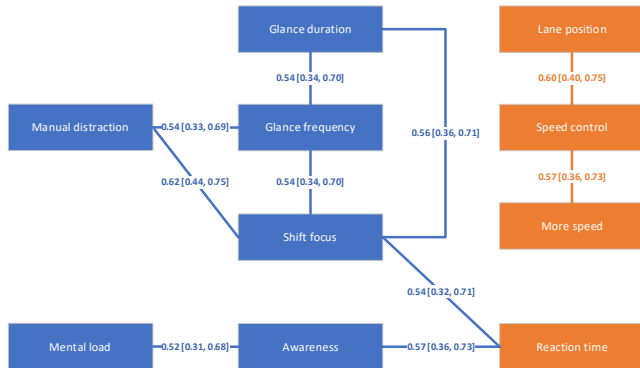 Glance duration
Lane position
0.54 [0.34, 0.70]
0.60 [0.40, 0.75]
Manual distraction
0.54 [0.33, 0.69]
Glance frequency
0.56 [0.36, 0.71]
Speed control
0.62 [0.44, 0.75]
0.54 [0.34, 0.70]
0.57 [0.36, 0.73]
Shift focus
More speed
0.54 [0.32, 0.71]
Mental load
0.52 [0.31, 0.68]
Awareness
0.57 [0.36, 0.73]
Reaction time